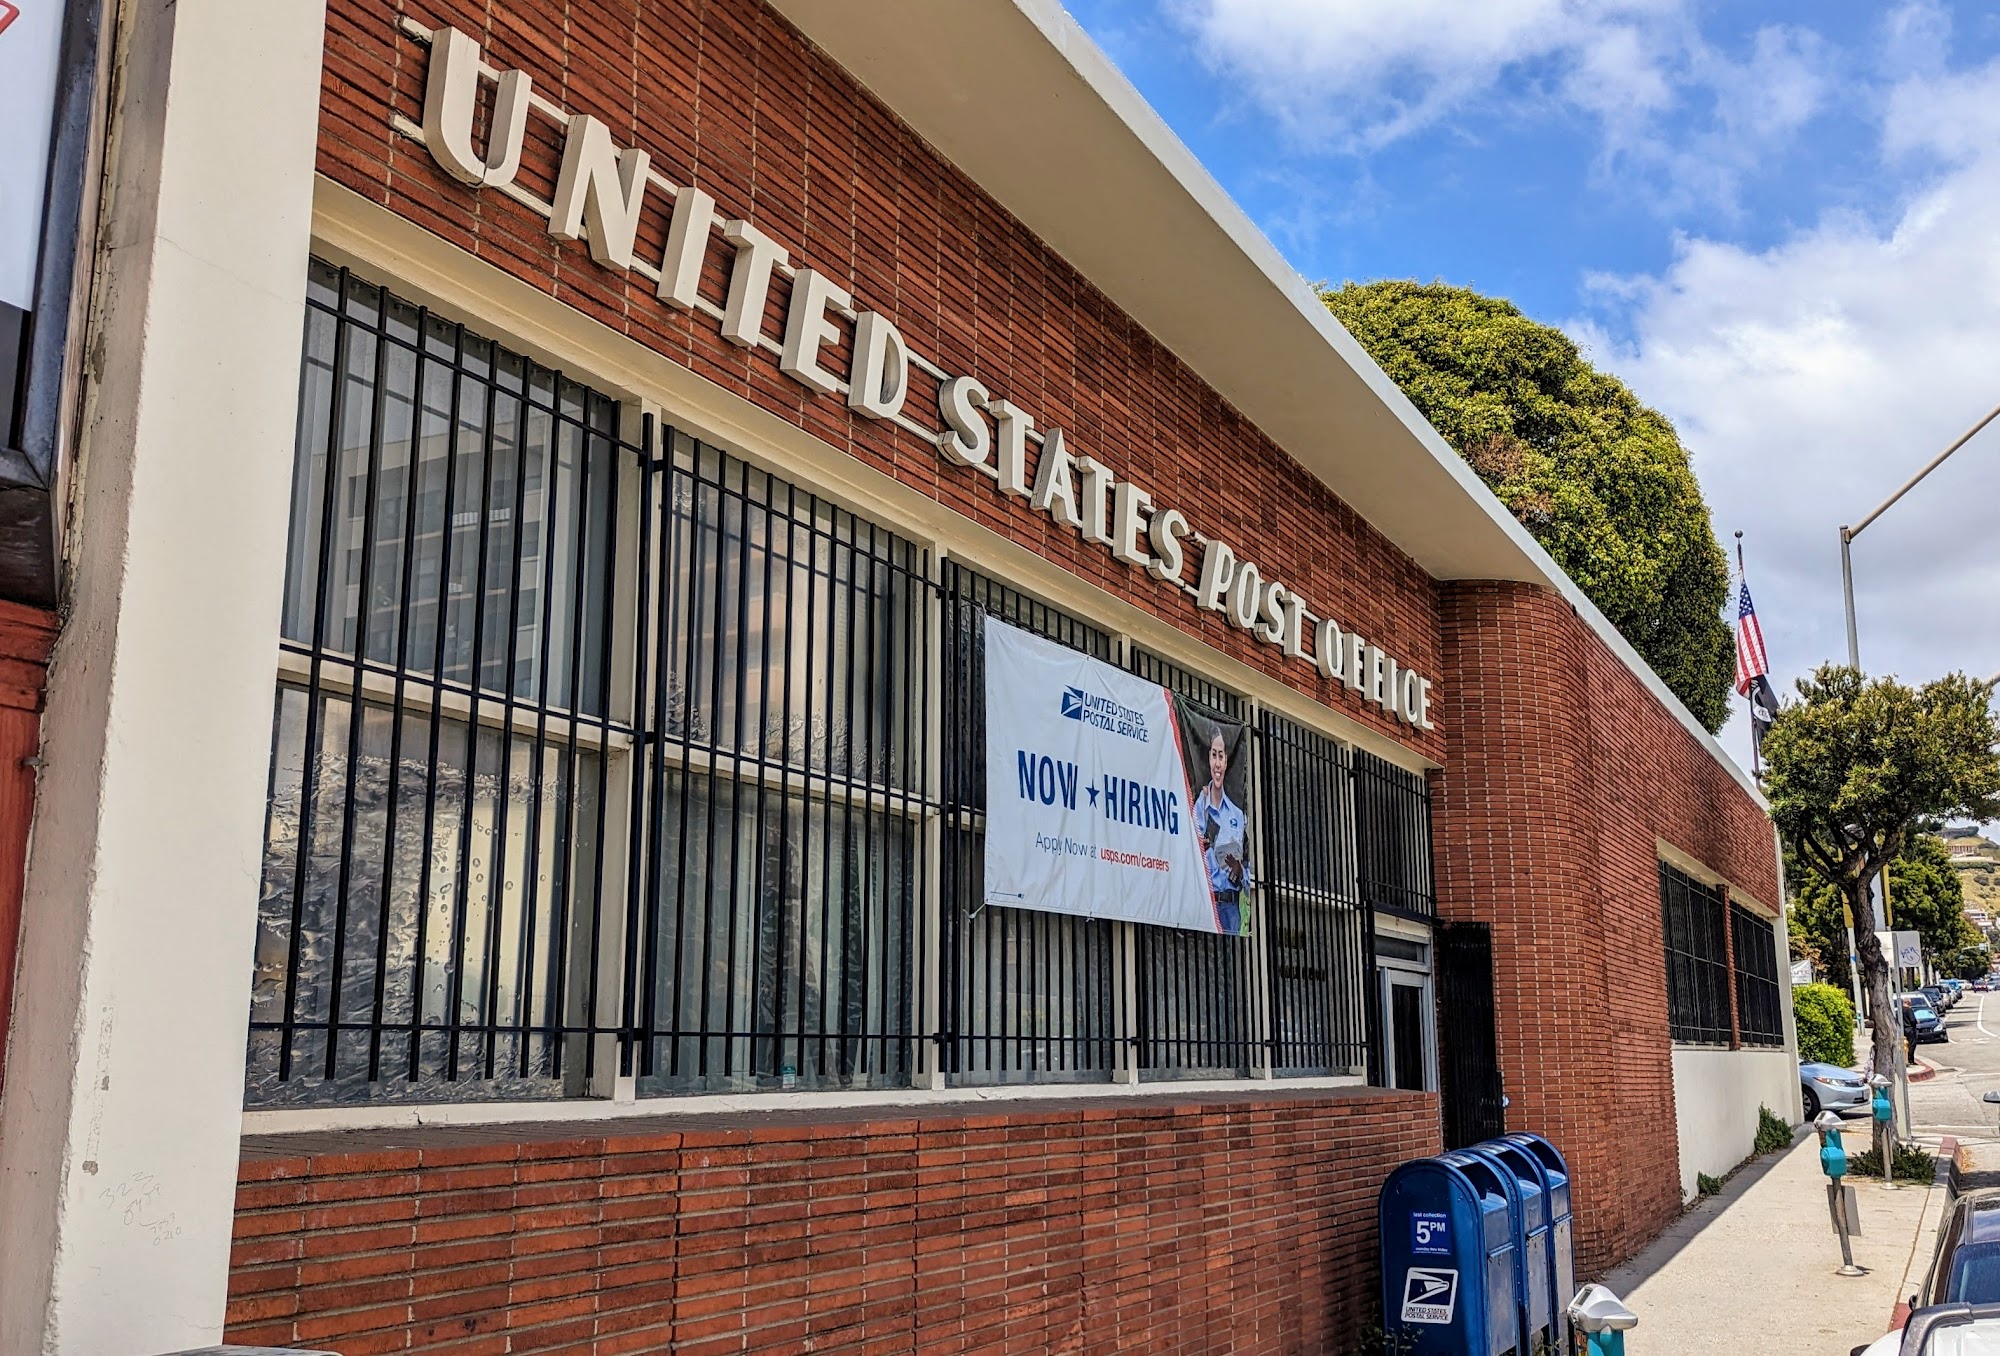 UNITED STATES POST OFFICE
UNITED STATES
POSTAL SERVICE
NOW ★ HIRING
Apply Now at usps.com/careers
last collection
5PM
UNITED STATES
POSTAL SERVICE